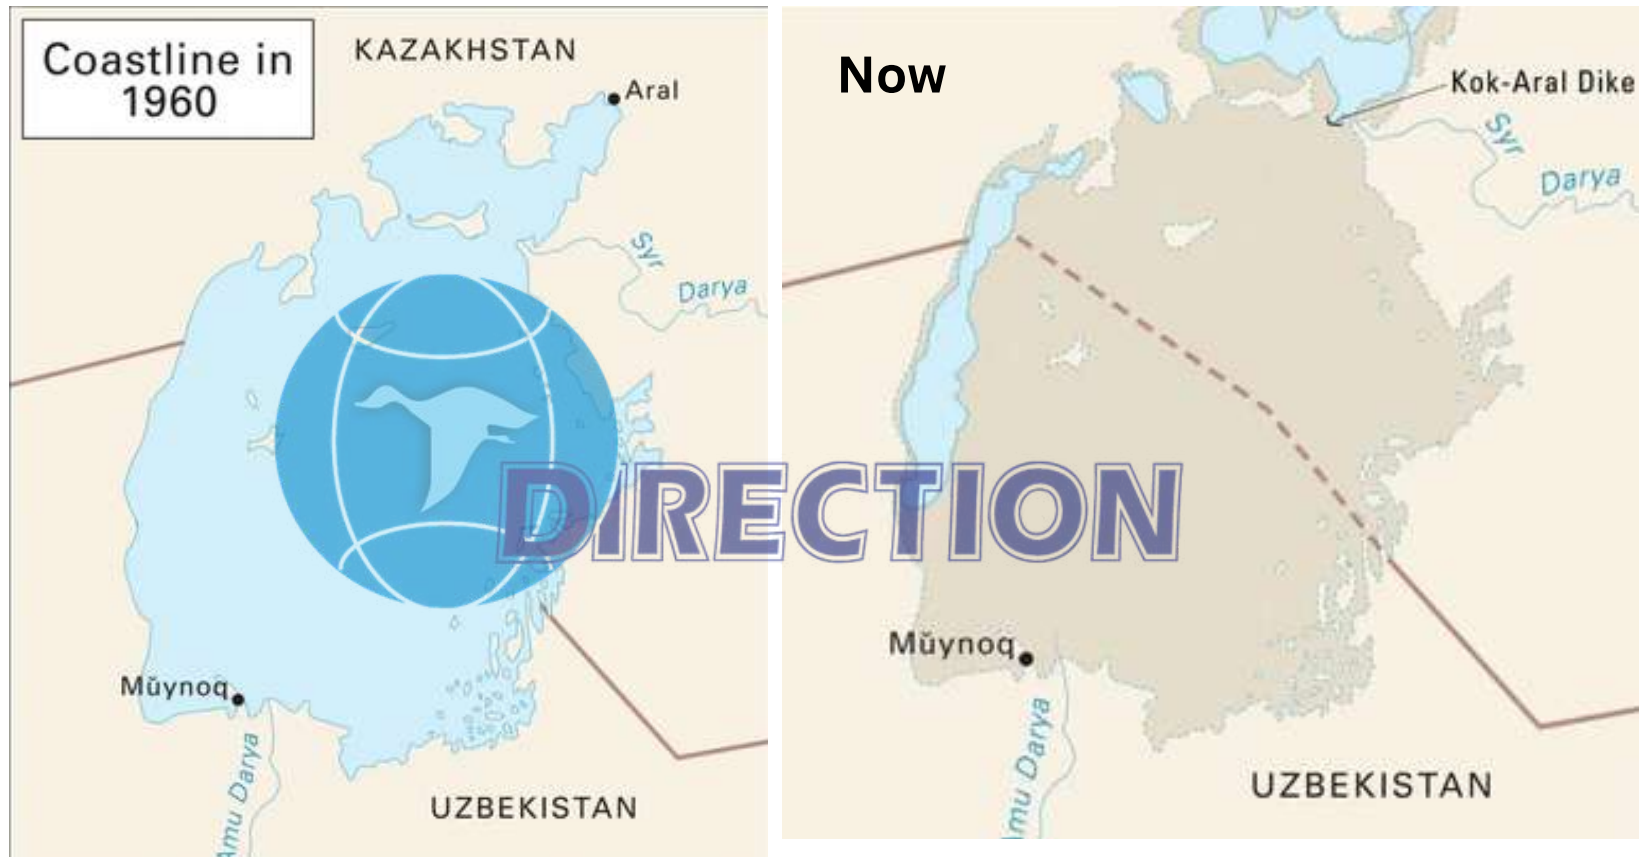 Coastline in
1960
KAZAKHSTAN
Aral
Syr
Darya
Mŭynoq
Amu Darya
UZBEKISTAN
DIRECTION
Now
Kok-Aral Dike
Syr
Darya
Mŭynoq
Amu Darya
UZBEKISTAN